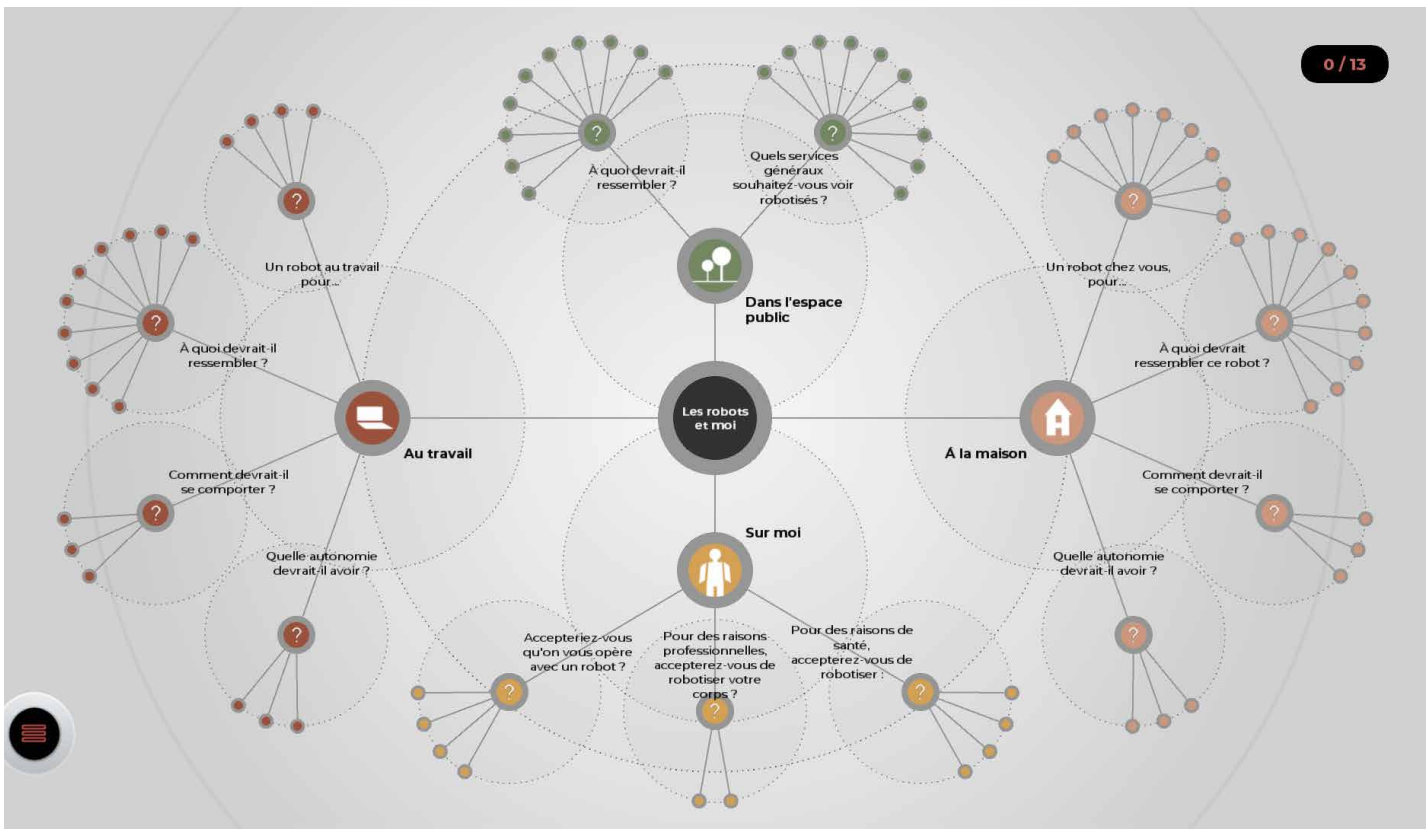 0 / 13
À quoi devrait-il
ressembler ?
Quels services
généraux
souhaitez-vous voir
robotisés ?
Dans l'espace
public
Un robot au travail
pour...
À quoi devrait-il
ressembler ?
Comment devrait-il
se comporter ?
Quelle autonomie
devrait-il avoir ?
Au travail
Les robots
et moi
Un robot chez vous,
pour...
À quoi devrait
ressembler ce robot ?
Comment devrait-il
se comporter ?
Quelle autonomie
devrait-il avoir ?
Á la maison
Sur moi
Accepteriez-vous
qu'on vous opère
avec un robot ?
Pour des raisons
professionnelles,
accepterez-vous de
robotiser votre
corps ?
Pour des raisons de
santé,
accepterez-vous de
robotiser :
?
?
?
?
?
?
?
?
?
?
?
?
?